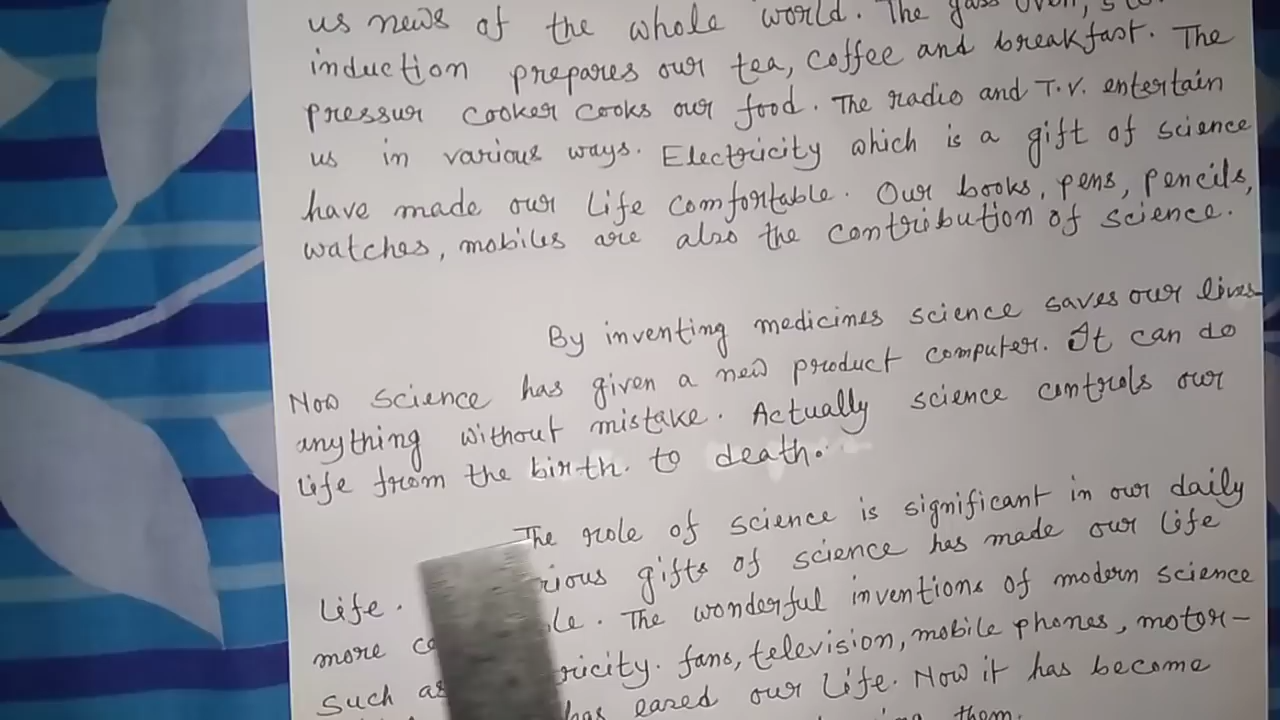 us news of the whole world. The gass oven,
induction prepares our tea, coffee and breakfast. The
pressur cooker cooks our food. The radio and T.V. entertain
us in various ways. Electricity which is a gift of science
have made our life comfortable. Our books, pens, pencils,
watches, mobiles are also the contribution of science.
By inventing medicines science saves our lives
Now science has given a new product computer. It can do
anything without mistake. Actually science controls our
life from the birth. to death.
The role of science is significant in our daily
life. rious gifts of science has made our life
more le. The wonderful inventions of modern science
such as ricity. fans, television, mobile phones, motor-
has eared our life. Now it has become
them.